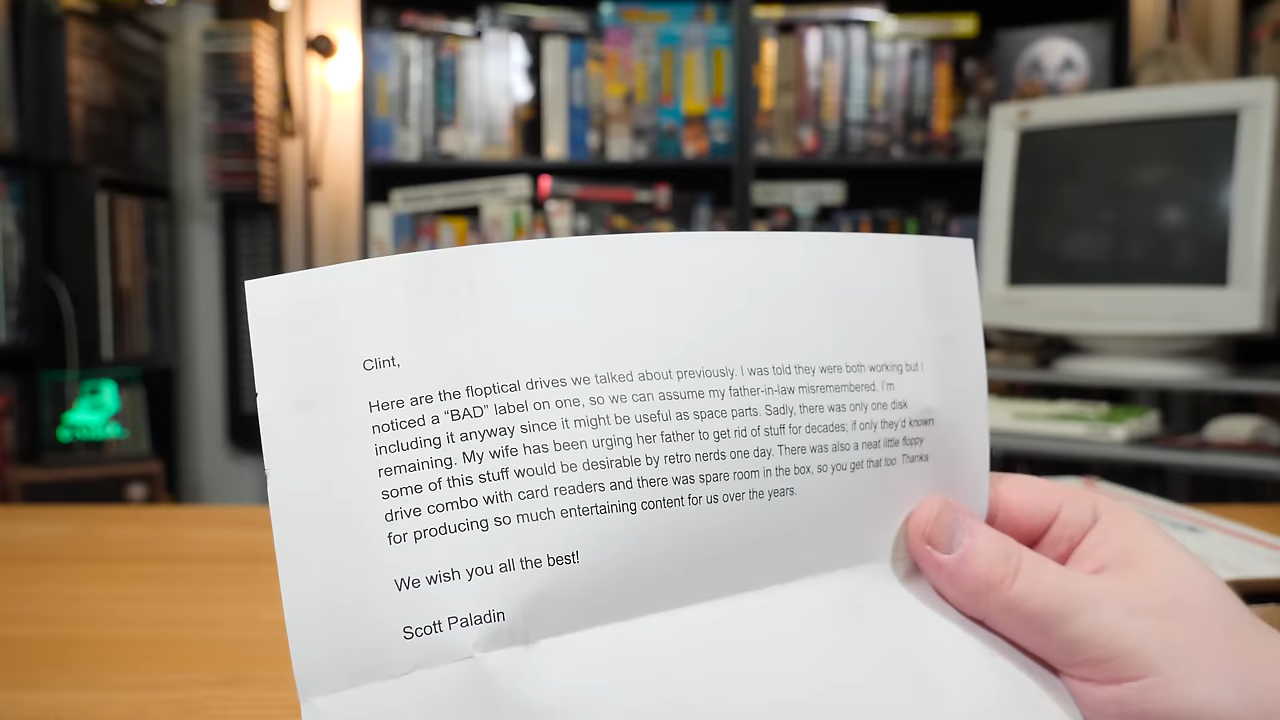 Clint,
Here are the floptical drives we talked about previously. I was told they were both working but I
noticed a “BAD” label on one, so we can assume my father-in-law misremembered. I'm
including it anyway since it might be useful as space parts. Sadly, there was only one disk
remaining. My wife has been urging her father to get rid of stuff for decades; if only they'd known
some of this stuff would be desirable by retro nerds one day. There was also a neat little floppy
drive combo with card readers and there was spare room in the box, so you get that too. Thanks
for producing so much entertaining content for us over the years.
We wish you all the best!
Scott Paladin